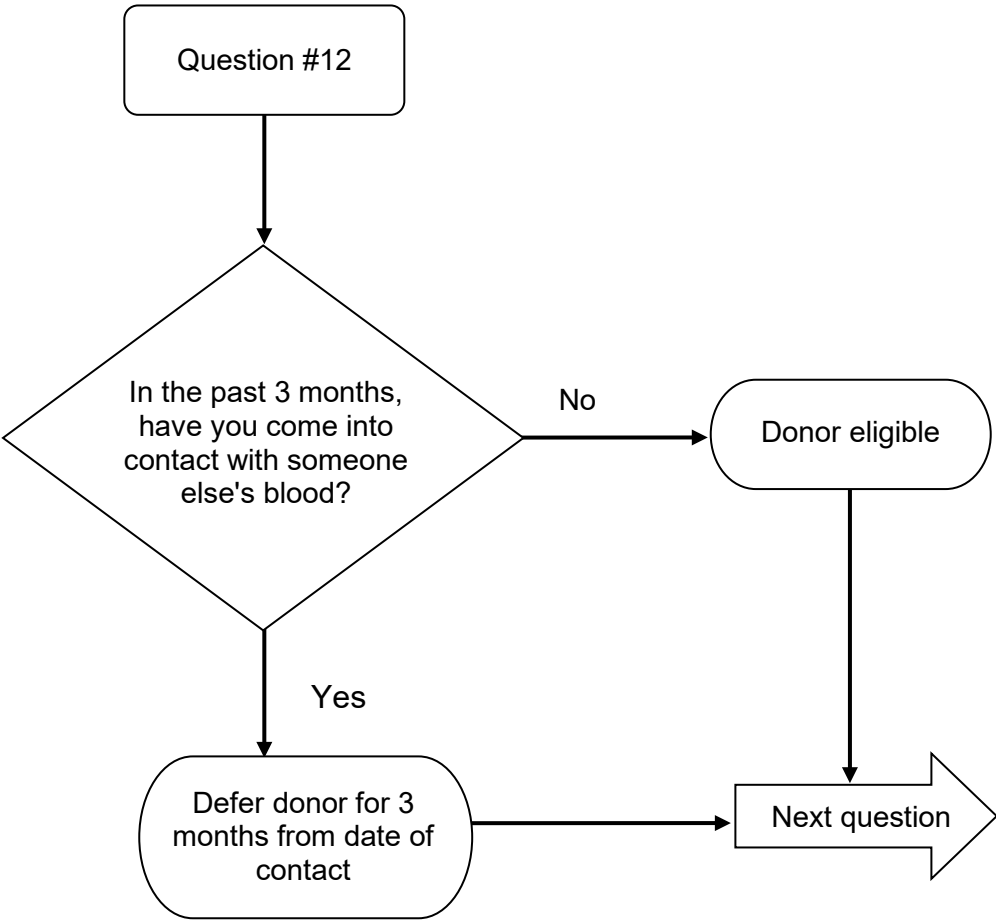 Question #12
In the past 3 months,
have you come into
contact with someone
else's blood?
No
Donor eligible
Yes
Defer donor for 3
months from date of
contact
Next question